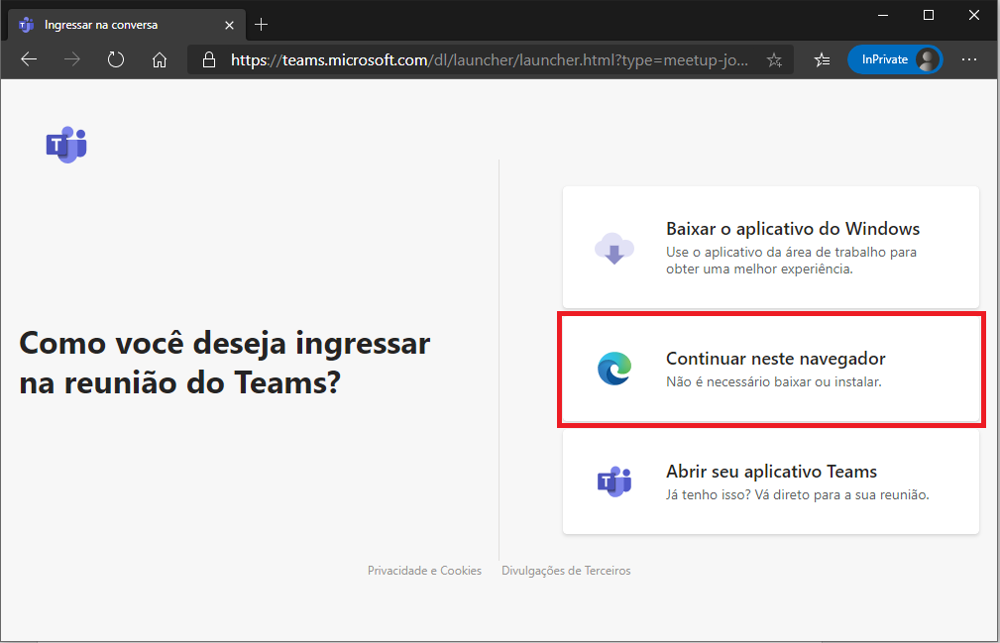 Ingressar na conversa
https://teams.microsoft.com/dl/launcher/launcher.html?type=meetup-jo...
InPrivate
T
Baixar o aplicativo do Windows
Use o aplicativo da área de trabalho para
obter uma melhor experiência.
Como você deseja ingressar
na reunião do Teams?
Continuar neste navegador
Não é necessário baixar ou instalar.
T
Abrir seu aplicativo Teams
Já tenho isso? Vá direto para a sua reunião.
Privacidade e Cookies
Divulgações de Terceiros